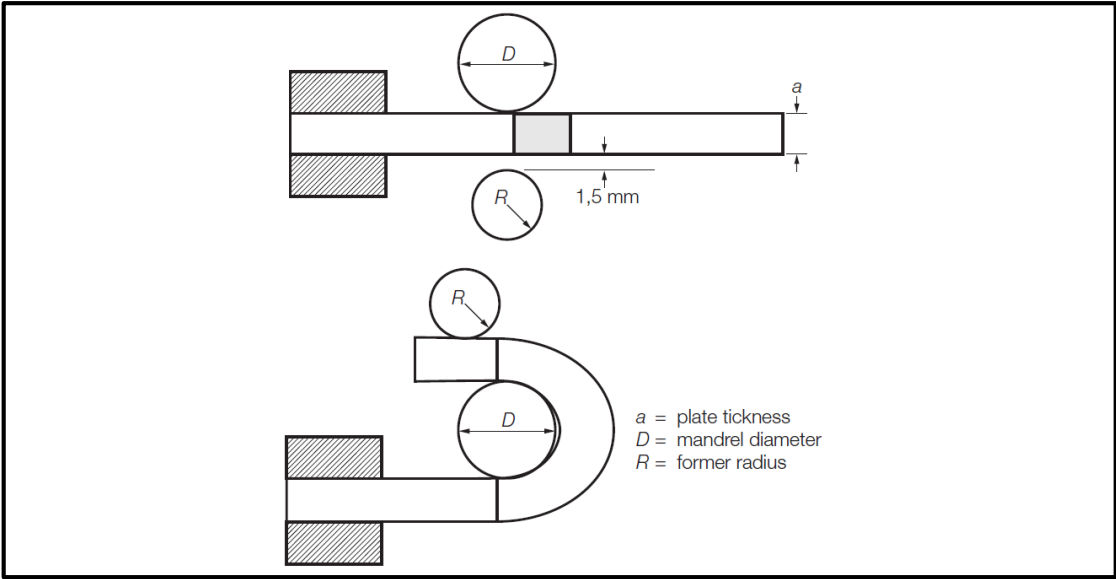 D
a
R
1,5 mm
R
D
a = plate tickness
D = mandrel diameter
R = former radius